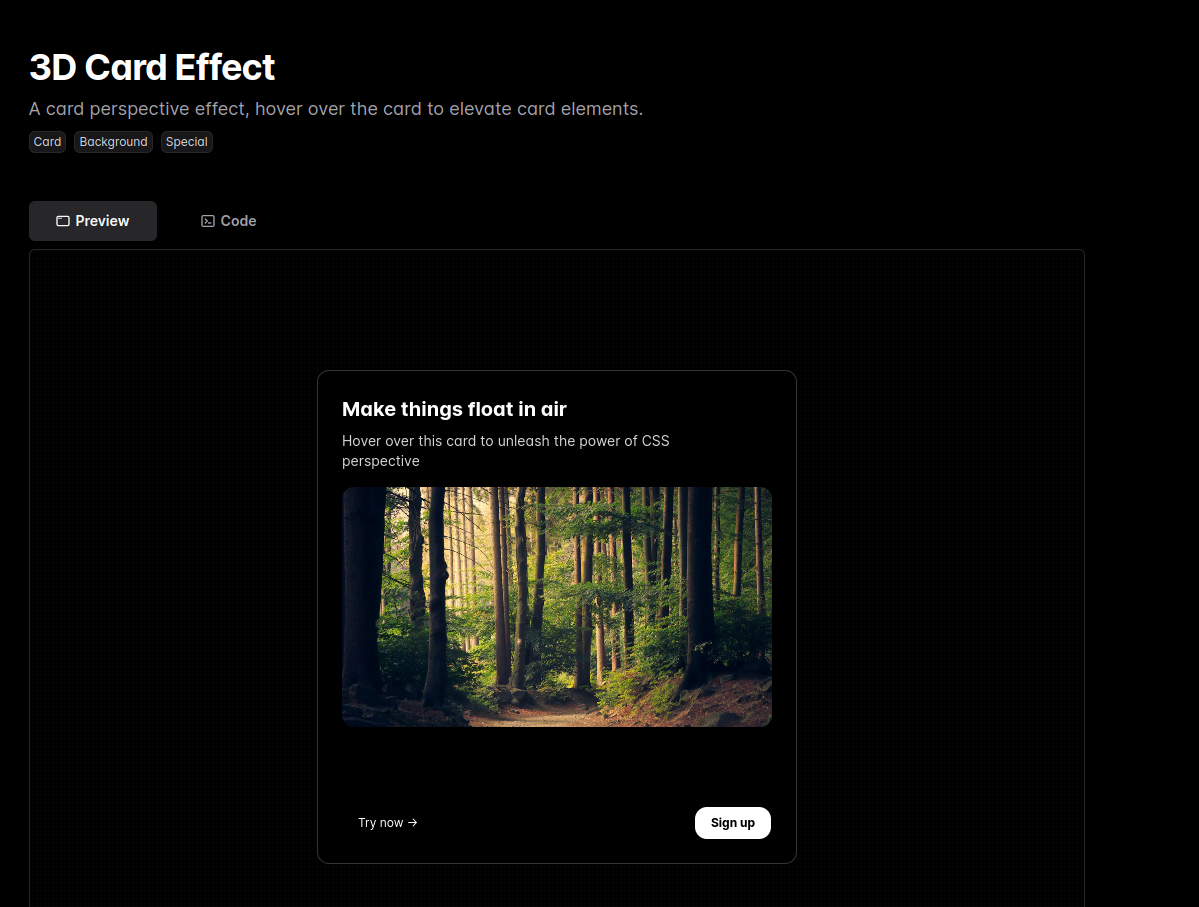 3D Card Effect
A card perspective effect, hover over the card to elevate card elements.
Card Background Special
Preview Code
Make things float in air
Hover over this card to unleash the power of CSS
perspective
Try now → Sign up